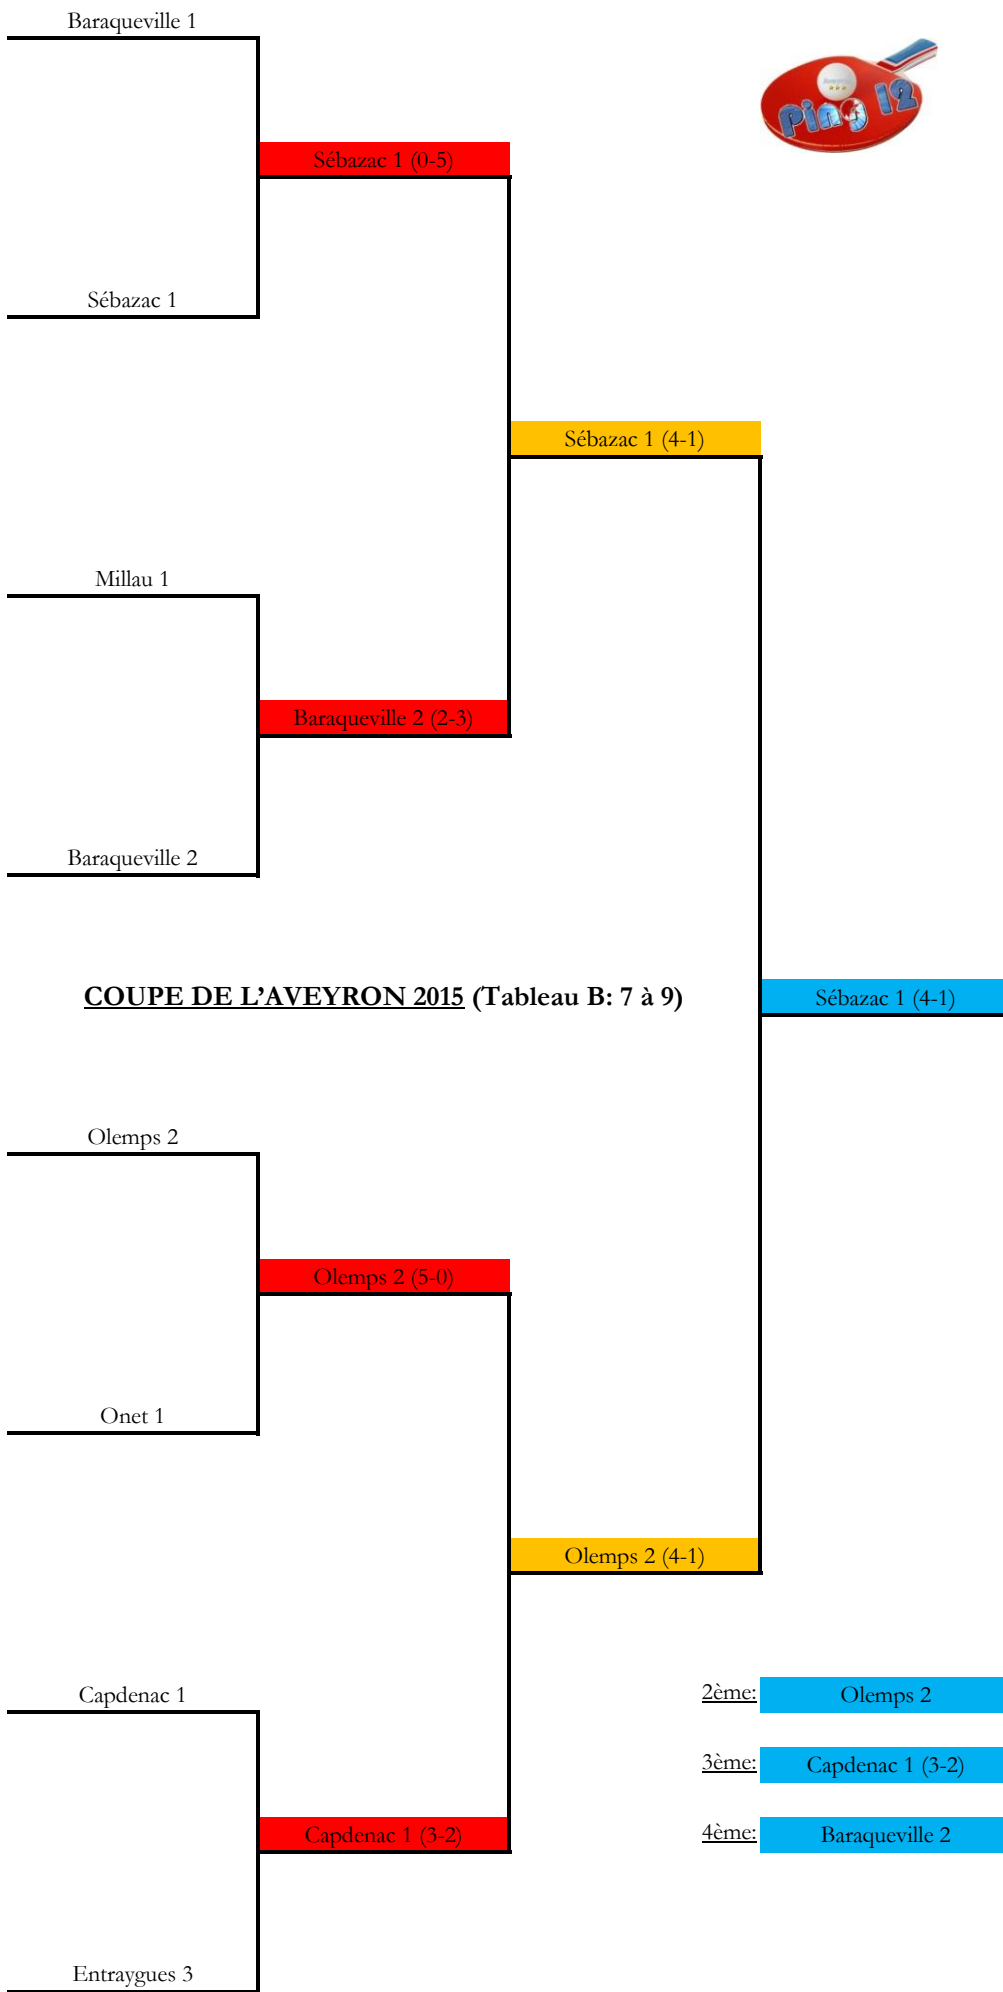 Baraqueville 1
Ping 12
Sébazac 1 (0-5)
Sébazac 1
Sébazac 1 (4-1)
Millau 1
Baraqueville 2 (2-3)
Baraqueville 2
COUPE DE L’AVEYRON 2015 (Tableau B: 7 à 9)
Sébazac 1 (4-1)
Olemps 2
Olemps 2 (5-0)
Onet 1
Olemps 2 (4-1)
Capdenac 1
2ème: Olemps 2
3ème: Capdenac 1 (3-2)
Capdenac 1 (3-2)
4ème: Baraqueville 2
Entraygues 3